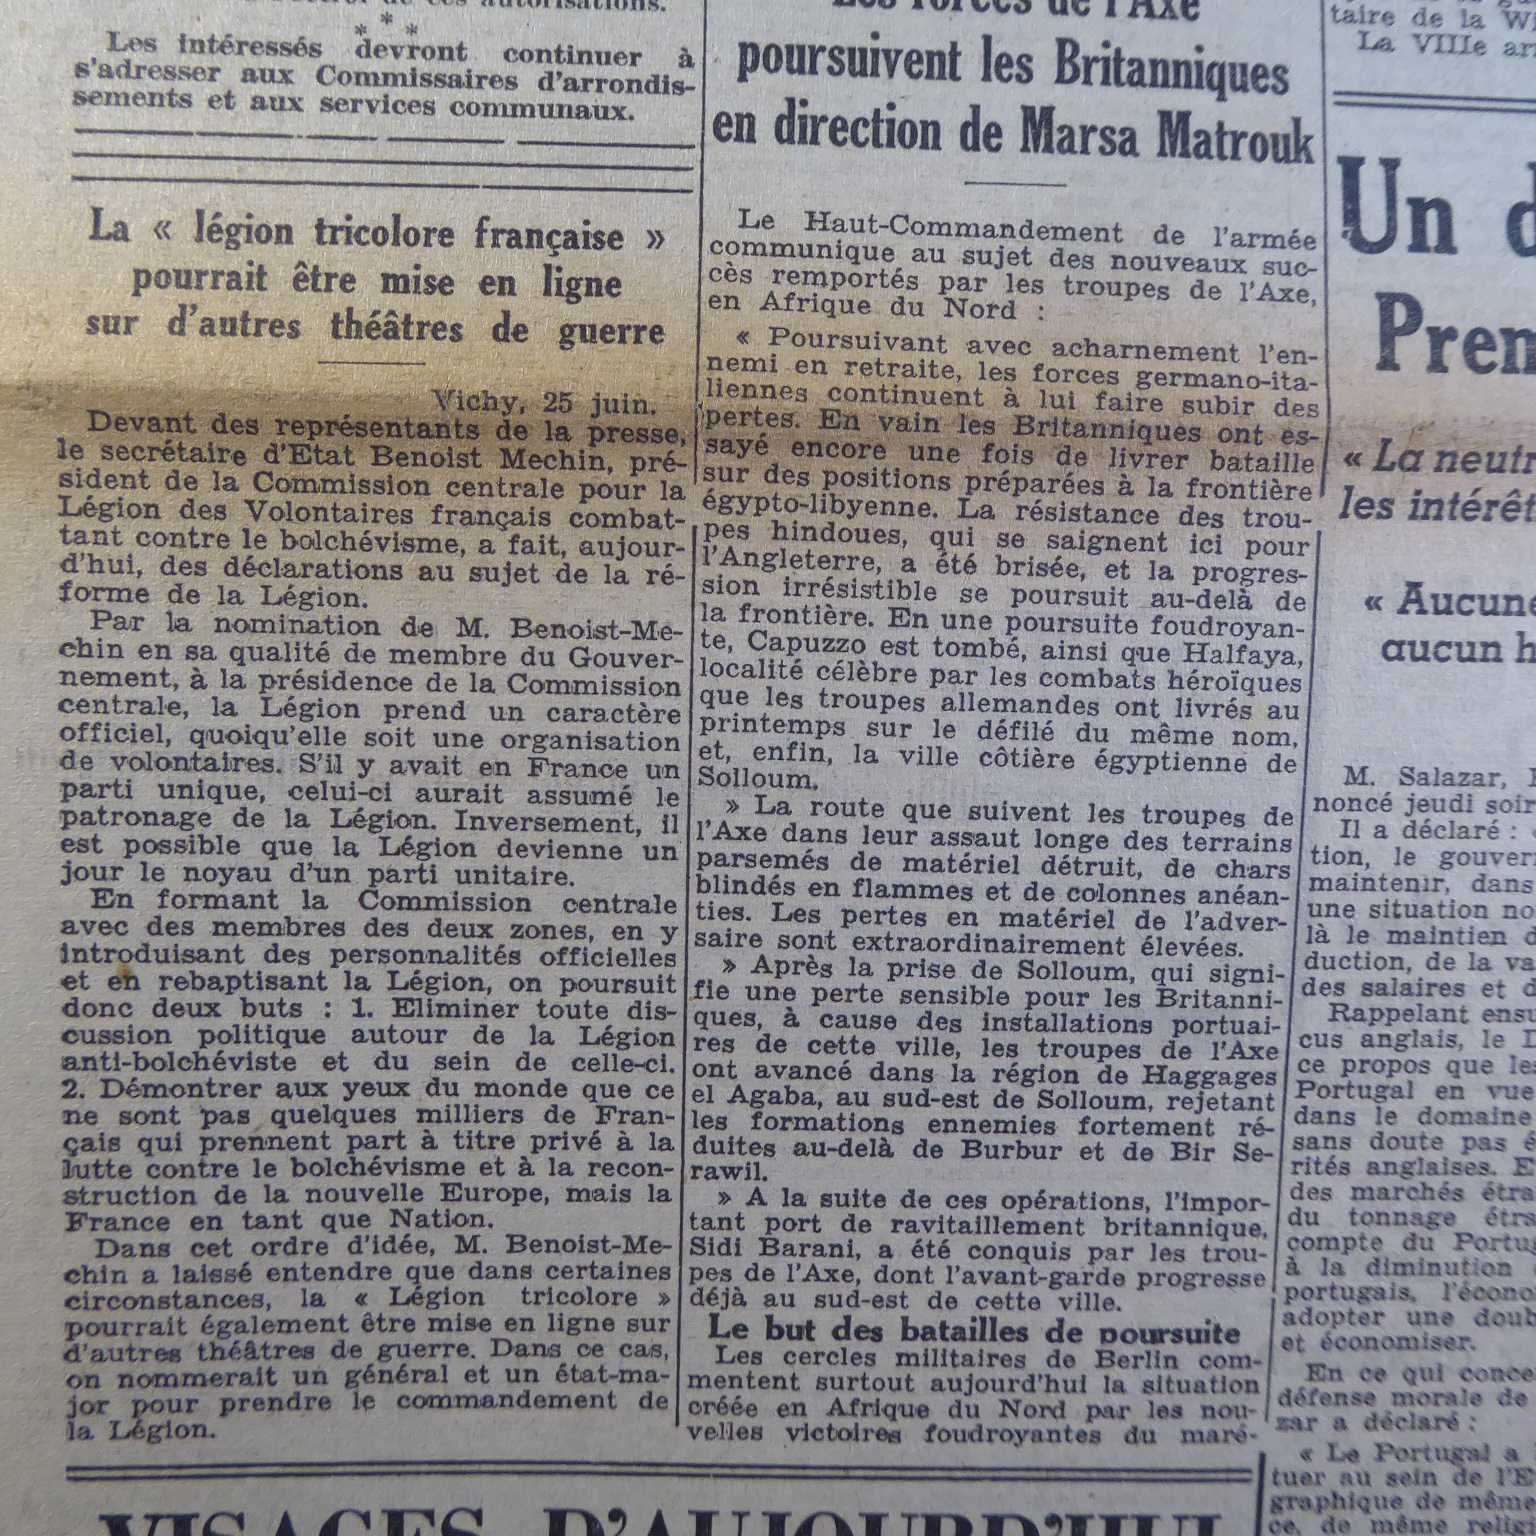 autorisations.
* * *
Les intéressés devront continuer à
s'adresser aux Commissaires d'arrondis-
sements et aux services communaux.
La « légion tricolore française »
pourrait être mise en ligne
sur d'autres théâtres de guerre
Vichy, 25 juin.
Devant des représentants de la presse,
le secrétaire d'Etat Benoist Mechin, pré-
sident de la Commission centrale pour la
Légion des Volontaires français combat-
tant contre le bolchévisme, a fait, aujour-
d'hui, des déclarations au sujet de la ré-
forme de la Légion.
Par la nomination de M. Benoist-Me-
chin en sa qualité de membre du Gouver-
nement, à la présidence de la Commission
centrale, la Légion prend un caractère
officiel, quoiqu'elle soit une organisation
de volontaires. S'il y avait en France un
parti unique, celui-ci aurait assumé le
patronage de la Légion. Inversement, il
est possible que la Légion devienne un
jour le noyau d'un parti unitaire.
En formant la Commission centrale
avec des membres des deux zones, en y
introduisant des personnalités officielles
et en rebaptisant la Légion, on poursuit
donc deux buts : 1. Eliminer toute dis-
cussion politique autour de la Légion
anti-bolchéviste et du sein de celle-ci.
2. Démontrer aux yeux du monde que ce
ne sont pas quelques milliers de Fran-
çais qui prennent part à titre privé à la
lutte contre le bolchévisme et à la recon-
struction de la nouvelle Europe, mais la
France en tant que Nation.
Dans cet ordre d'idée, M. Benoist-Me-
chin a laissé entendre que dans certaines
circonstances, la « Légion tricolore »
pourrait également être mise en ligne sur
d'autres théâtres de guerre. Dans ce cas,
on nommerait un général et un état-ma-
jor pour prendre le commandement de
la Légion.
Les forces de l'Axe
poursuivent les Britanniques
en direction de Marsa Matrouk
Le Haut-Commandement de l'armée
communique au sujet des nouveaux suc-
cès remportés par les troupes de l'Axe,
en Afrique du Nord :
« Poursuivant avec acharnement l'en-
nemi en retraite, les forces germano-ita-
liennes continuent à lui faire subir des
pertes. En vain les Britanniques ont es-
sayé encore une fois de livrer bataille
sur des positions préparées à la frontière
égypto-libyenne. La résistance des trou-
pes hindoues, qui se saignent ici pour
l'Angleterre, a été brisée, et la progres-
sion irrésistible se poursuit au-delà de
la frontière. En une poursuite foudroyan-
te, Capuzzo est tombé, ainsi que Halfaya,
localité célèbre par les combats héroïques
que les troupes allemandes ont livrés au
printemps sur le défilé du même nom,
et, enfin, la ville côtière égyptienne de
Solloum.
» La route que suivent les troupes de
l'Axe dans leur assaut longe des terrains
parsemés de matériel détruit, de chars
blindés en flammes et de colonnes anéan-
ties. Les pertes en matériel de l'adver-
saire sont extraordinairement élevées.
» Après la prise de Solloum, qui signi-
fie une perte sensible pour les Britanni-
ques, à cause des installations portuai-
res de cette ville, les troupes de l'Axe
ont avancé dans la région de Haggages
el Agaba, au sud-est de Solloum, rejetant
les formations ennemies fortement ré-
duites au-delà de Burbur et de Bir Se-
rawil.
» A la suite de ces opérations, l'impor-
tant port de ravitaillement britannique,
Sidi Barani, a été conquis par les trou-
pes de l'Axe, dont l'avant-garde progresse
déjà au sud-est de cette ville.
Le but des batailles de poursuite
Les cercles militaires de Berlin com-
mentent surtout aujourd'hui la situation
créée en Afrique du Nord par les nou-
velles victoires foudroyantes du maré-
taire de la
La VIIIe
Un
Pren
« La neutr
les intérêt
« Aucune
aucun h
M. Salazar,
noncé jeudi soir
Il a déclaré :
tion, le gouver
maintenir, dans
une situation no
là le maintien d
duction, de la va
des salaires et d
Rappelant ensu
cus anglais, le
ce propos que les
Portugal en vue
dans le domaine
sans doute pas é
rités anglaises. E
des marchés étra
du tonnage étra
compte du Portug
à la diminution
portugais, l'écono
adopter une doub
et économiser.
En ce qui conce
défense morale de
zar a déclaré :
« Le Portugal a
tuer au sein de l'E
graphique de même
ce, de même relig
VISAGES D'AUJOURD'HUI